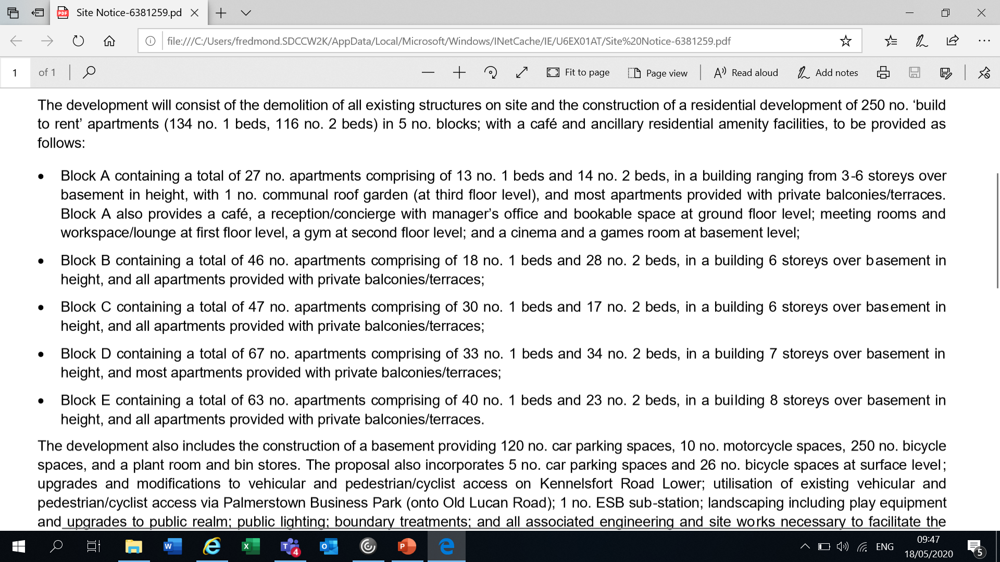 Site Notice-6381259.pd
file:///C:/Users/fredmond.SDCCW2K/AppData/Local/Microsoft/Windows/INetCache/IE/U6EX01AT/Site%20Notice-6381259.pdf
1 of 1 Fit to page Page view Read aloud Add notes
The development will consist of the demolition of all existing structures on site and the construction of a residential development of 250 no. ‘build
to rent’ apartments (134 no. 1 beds, 116 no. 2 beds) in 5 no. blocks; with a café and ancillary residential amenity facilities, to be provided as
follows:
• Block A containing a total of 27 no. apartments comprising of 13 no. 1 beds and 14 no. 2 beds, in a building ranging from 3-6 storeys over
basement in height, with 1 no. communal roof garden (at third floor level), and most apartments provided with private balconies/terraces.
Block A also provides a café, a reception/concierge with manager’s office and bookable space at ground floor level; meeting rooms and
workspace/lounge at first floor level, a gym at second floor level; and a cinema and a games room at basement level;
• Block B containing a total of 46 no. apartments comprising of 18 no. 1 beds and 28 no. 2 beds, in a building 6 storeys over basement in
height, and all apartments provided with private balconies/terraces;
• Block C containing a total of 47 no. apartments comprising of 30 no. 1 beds and 17 no. 2 beds, in a building 6 storeys over basement in
height, and all apartments provided with private balconies/terraces;
• Block D containing a total of 67 no. apartments comprising of 33 no. 1 beds and 34 no. 2 beds, in a building 7 storeys over basement in
height, and most apartments provided with private balconies/terraces;
• Block E containing a total of 63 no. apartments comprising of 40 no. 1 beds and 23 no. 2 beds, in a building 8 storeys over basement in
height, and all apartments provided with private balconies/terraces.
The development also includes the construction of a basement providing 120 no. car parking spaces, 10 no. motorcycle spaces, 250 no. bicycle
spaces, and a plant room and bin stores. The proposal also incorporates 5 no. car parking spaces and 26 no. bicycle spaces at surface level;
upgrades and modifications to vehicular and pedestrian/cyclist access on Kennelsfort Road Lower; utilisation of existing vehicular and
pedestrian/cyclist access via Palmerstown Business Park (onto Old Lucan Road); 1 no. ESB sub-station; landscaping including play equipment
and upgrades to public realm; public lighting; boundary treatments; and all associated engineering and site works necessary to facilitate the
ENG
09:47
18/05/2020
4
5